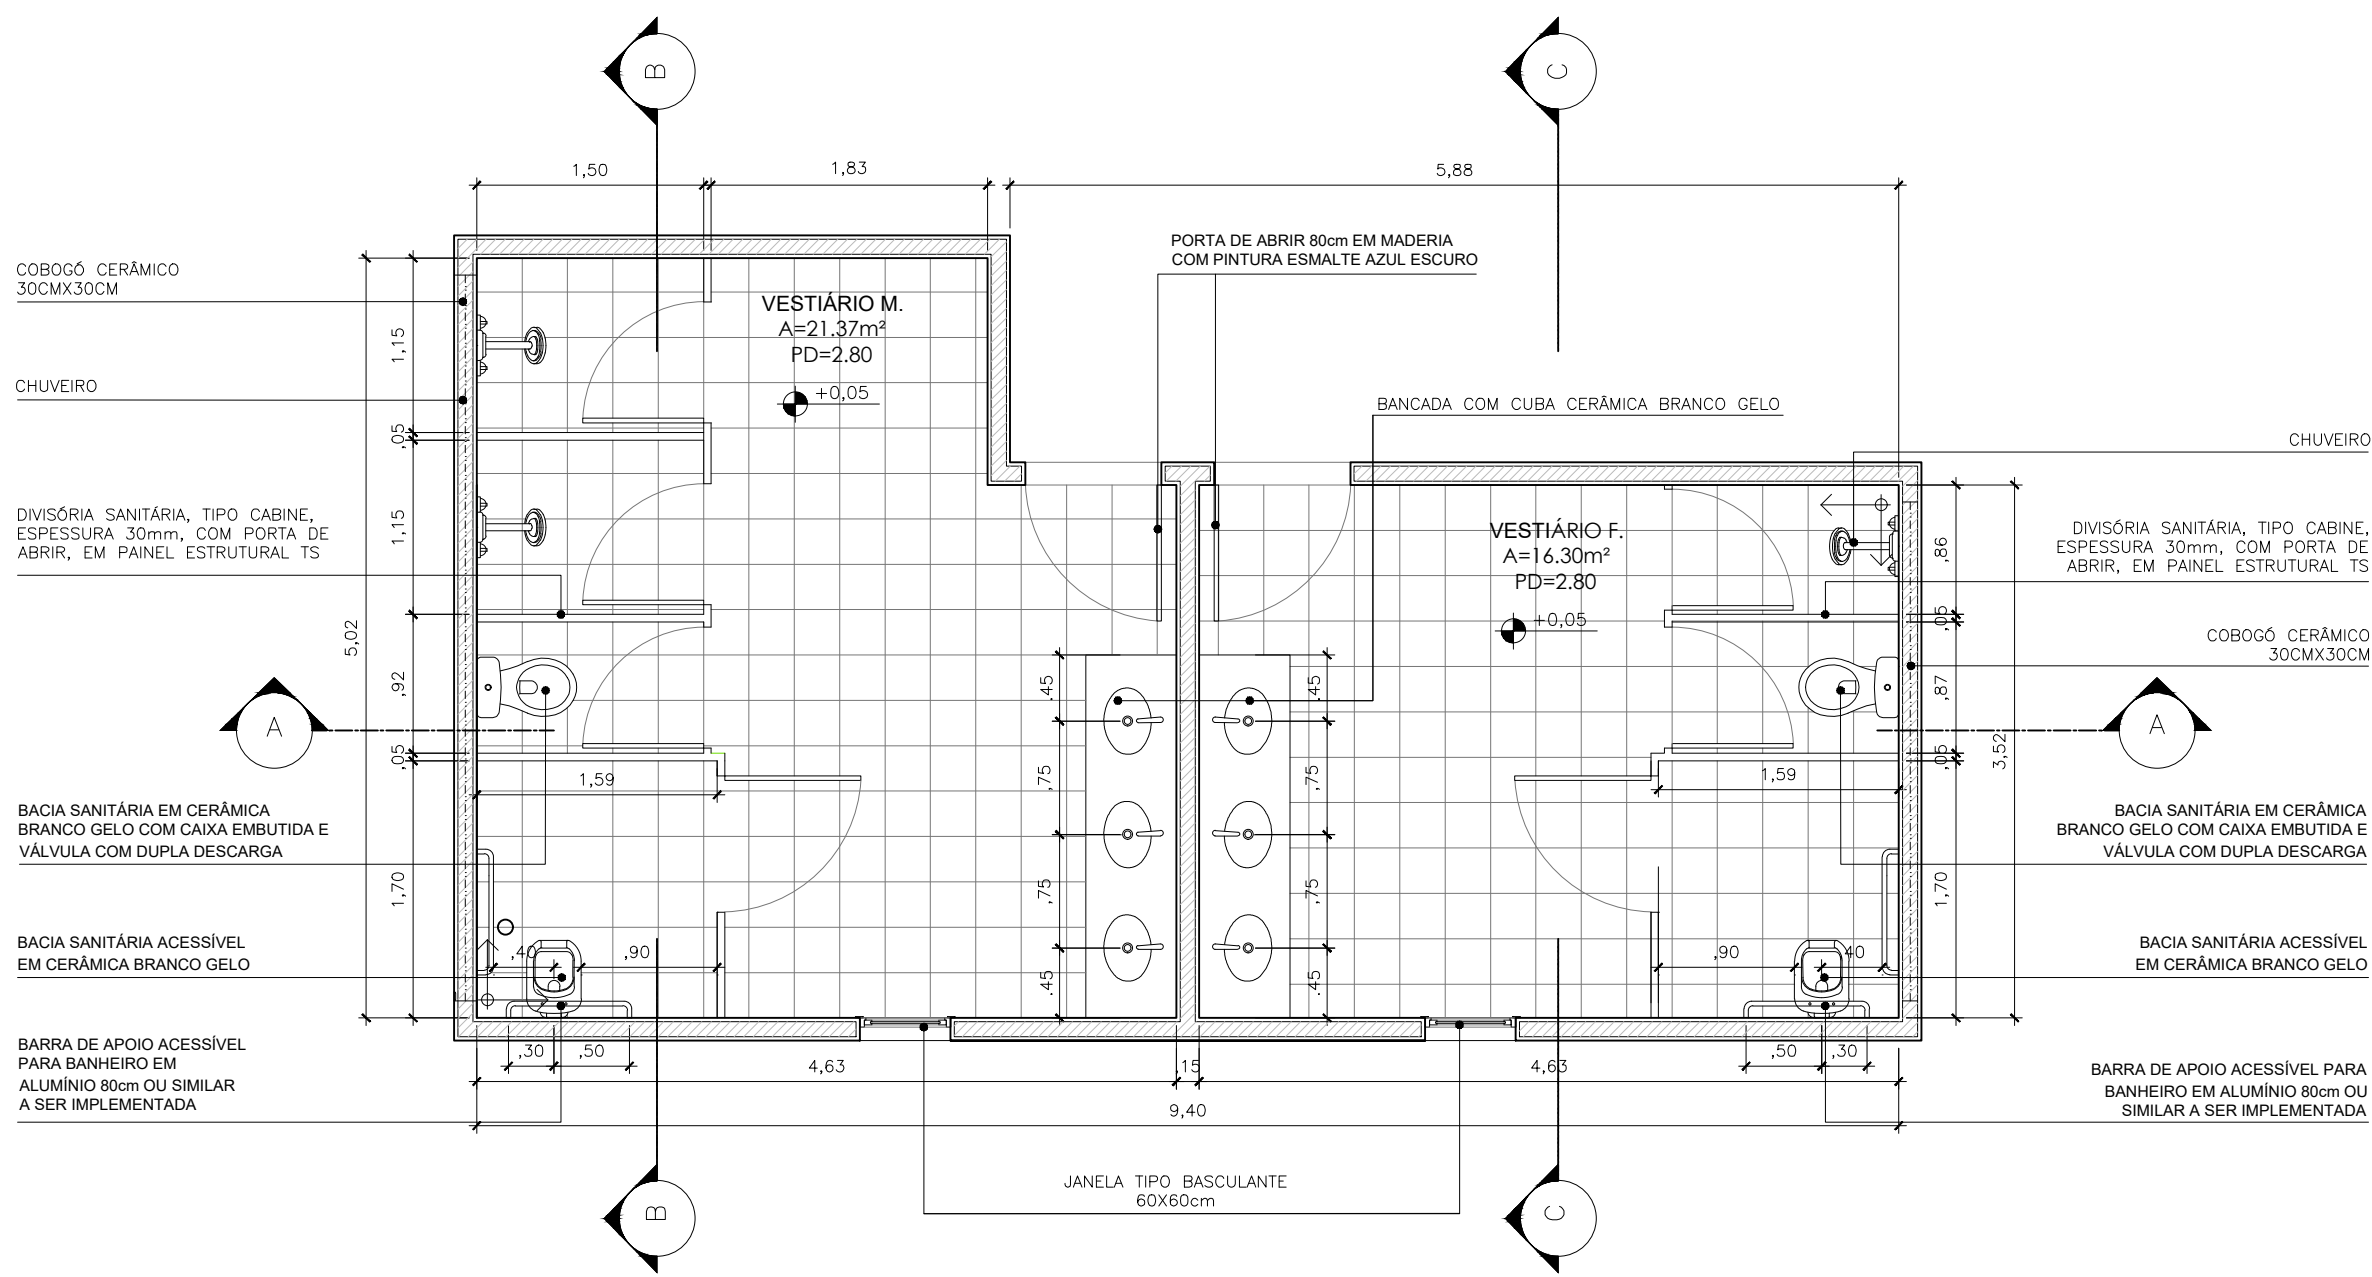 B
C
1,50
1,83
5,88
PORTA DE ABRIR 80cm EM MADERIA
COM PINTURA ESMALTE AZUL ESCURO
COBOGÓ CERÂMICO
30CMX30CM
VESTIÁRIO M.
A=21.37m²
PD=2.80
+0,05
1,15
CHUVEIRO
,05
BANCADA COM CUBA CERÂMICA BRANCO GELO
CHUVEIRO
DIVISÓRIA SANITÁRIA, TIPO CABINE,
ESPESSURA 30mm, COM PORTA DE
ABRIR, EM PAINEL ESTRUTURAL TS
1,15
VESTIÁRIO F.
A=16.30m²
PD=2.80
+0,05
,86
DIVISÓRIA SANITÁRIA, TIPO CABINE,
ESPESSURA 30mm, COM PORTA DE
ABRIR, EM PAINEL ESTRUTURAL TS
,05
5,02
COBOGÓ CERÂMICO
30CMX30CM
,92
.45
.45
,87
A
A
,05
,05
3,52
1,59
,75
,75
1,59
BACIA SANITÁRIA EM CERÂMICA
BRANCO GELO COM CAIXA EMBUTIDA E
VÁLVULA COM DUPLA DESCARGA
BACIA SANITÁRIA EM CERÂMICA
BRANCO GELO COM CAIXA EMBUTIDA E
VÁLVULA COM DUPLA DESCARGA
1,70
,75
,75
1,70
BACIA SANITÁRIA ACESSÍVEL
EM CERÂMICA BRANCO GELO
,40
,90
.45
.45
,90
40
BACIA SANITÁRIA ACESSÍVEL
EM CERÂMICA BRANCO GELO
BARRA DE APOIO ACESSÍVEL
PARA BANHEIRO EM
ALUMÍNIO 80cm OU SIMILAR
A SER IMPLEMENTADA
,30
,50
4,63
,15
4,63
,50
,30
BARRA DE APOIO ACESSÍVEL PARA
BANHEIRO EM ALUMÍNIO 80cm OU
SIMILAR A SER IMPLEMENTADA
9,40
JANELA TIPO BASCULANTE
60X60cm
B
C